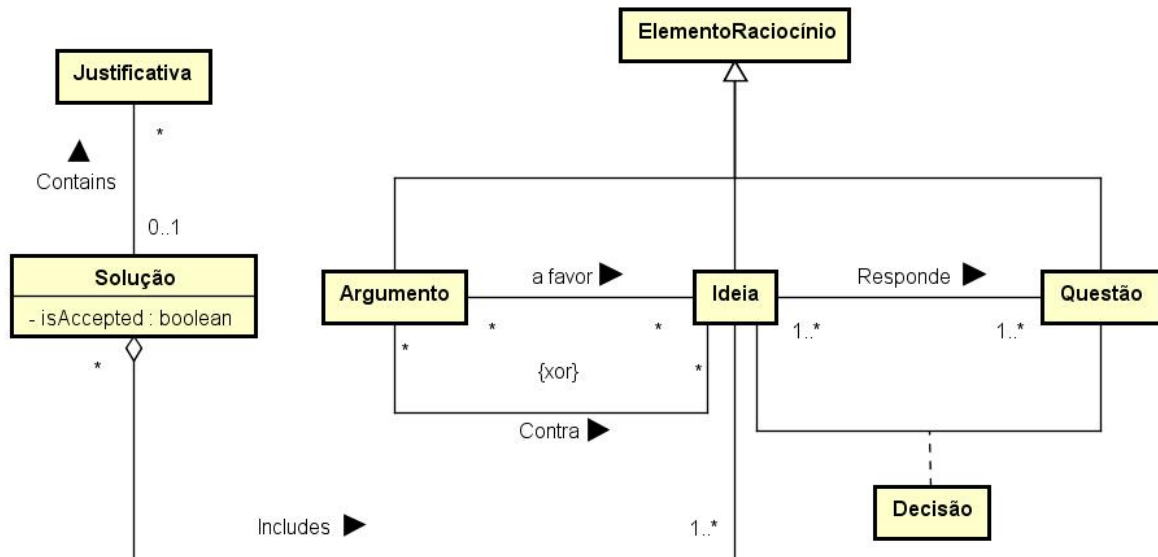 ElementoRaciocínio
Justificativa
*
Contains
0..1
Solução
- isAccepted : boolean
*
Argumento
a favor
Ideia
Responde
Questão
*
*
1..*
1..*
*
{xor}
*
Contra
Decisão
Includes
1..*